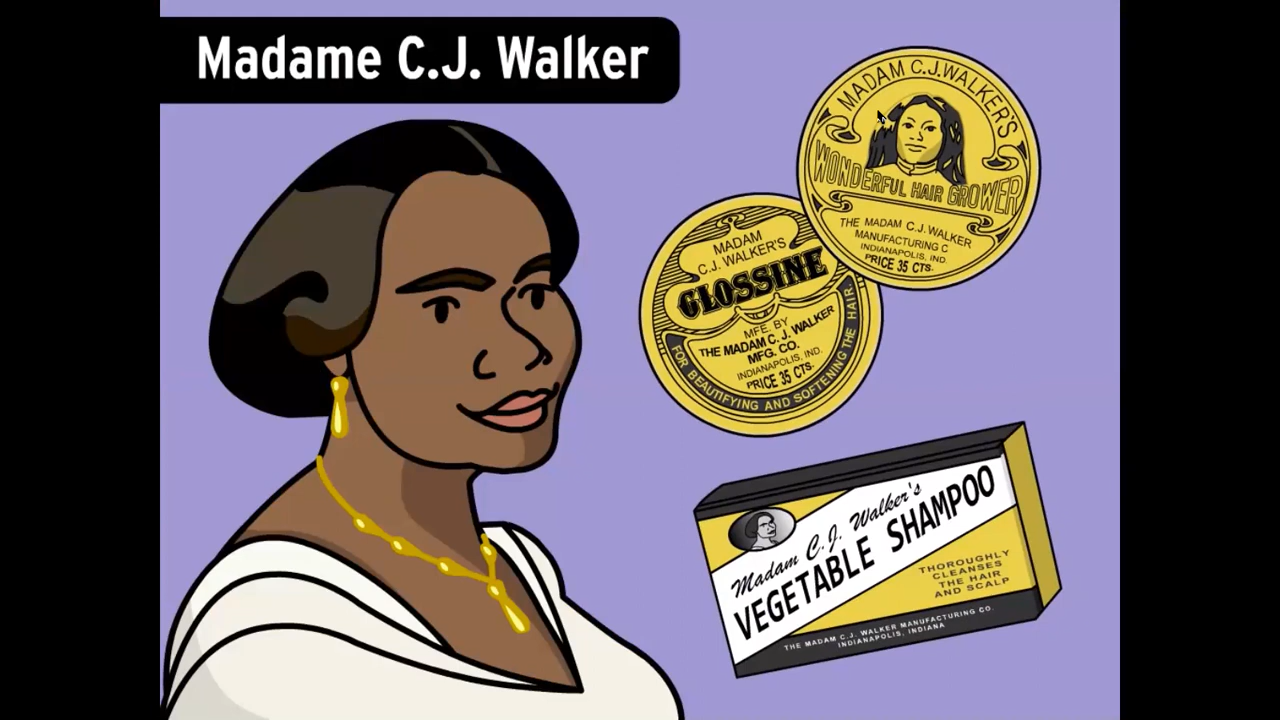 Madame C.J. Walker
MADAM C.J.WALKER'S
WONDERFUL HAIR GROWER
THE MADAM C.J.WALKER
MANUFACTURING C
INDIANAPOLIS, IND.
PRICE 35 CTS.
MADAM
C.J. WALKER'S
GLOSSINE
MFE. BY
THE MADAM C.J. WALKER
MFG. CO.
INDIANAPOLIS, IND.
PRICE 35 CTS.
FOR BEAUTIFYING AND SOFTENING THE HAIR.
Madam C.J. Walker's
VEGETABLE SHAMPOO
THOROUGHLY
CLEANSES
THE HAIR
AND SCALP
THE MADAM C.J. WALKER MANUFACTURING CO.
INDIANAPOLIS, INDIANA